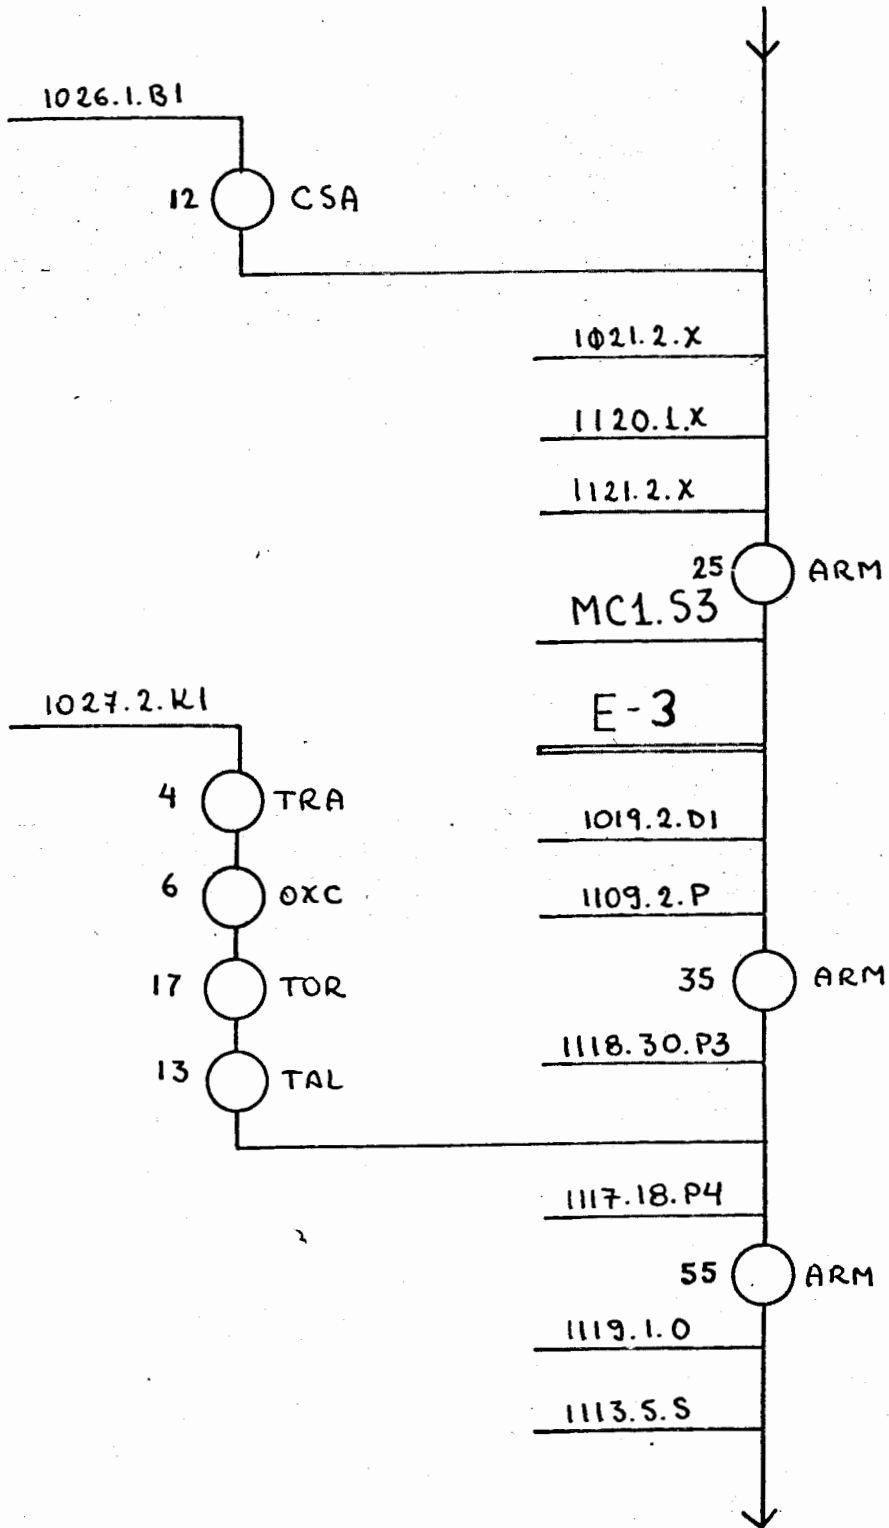 1026.1.B1
12 CSA
1021.2.X
1120.1.X
1121.2.X
25 ARM
MC1.S3
1027.2.K1
E-3
4 TRA
1019.2.D1
6 OXC
1109.2.P
17 TOR
35 ARM
1118.30.P3
13 TAL
1117.18.P4
55 ARM
1119.1.0
1113.5.S